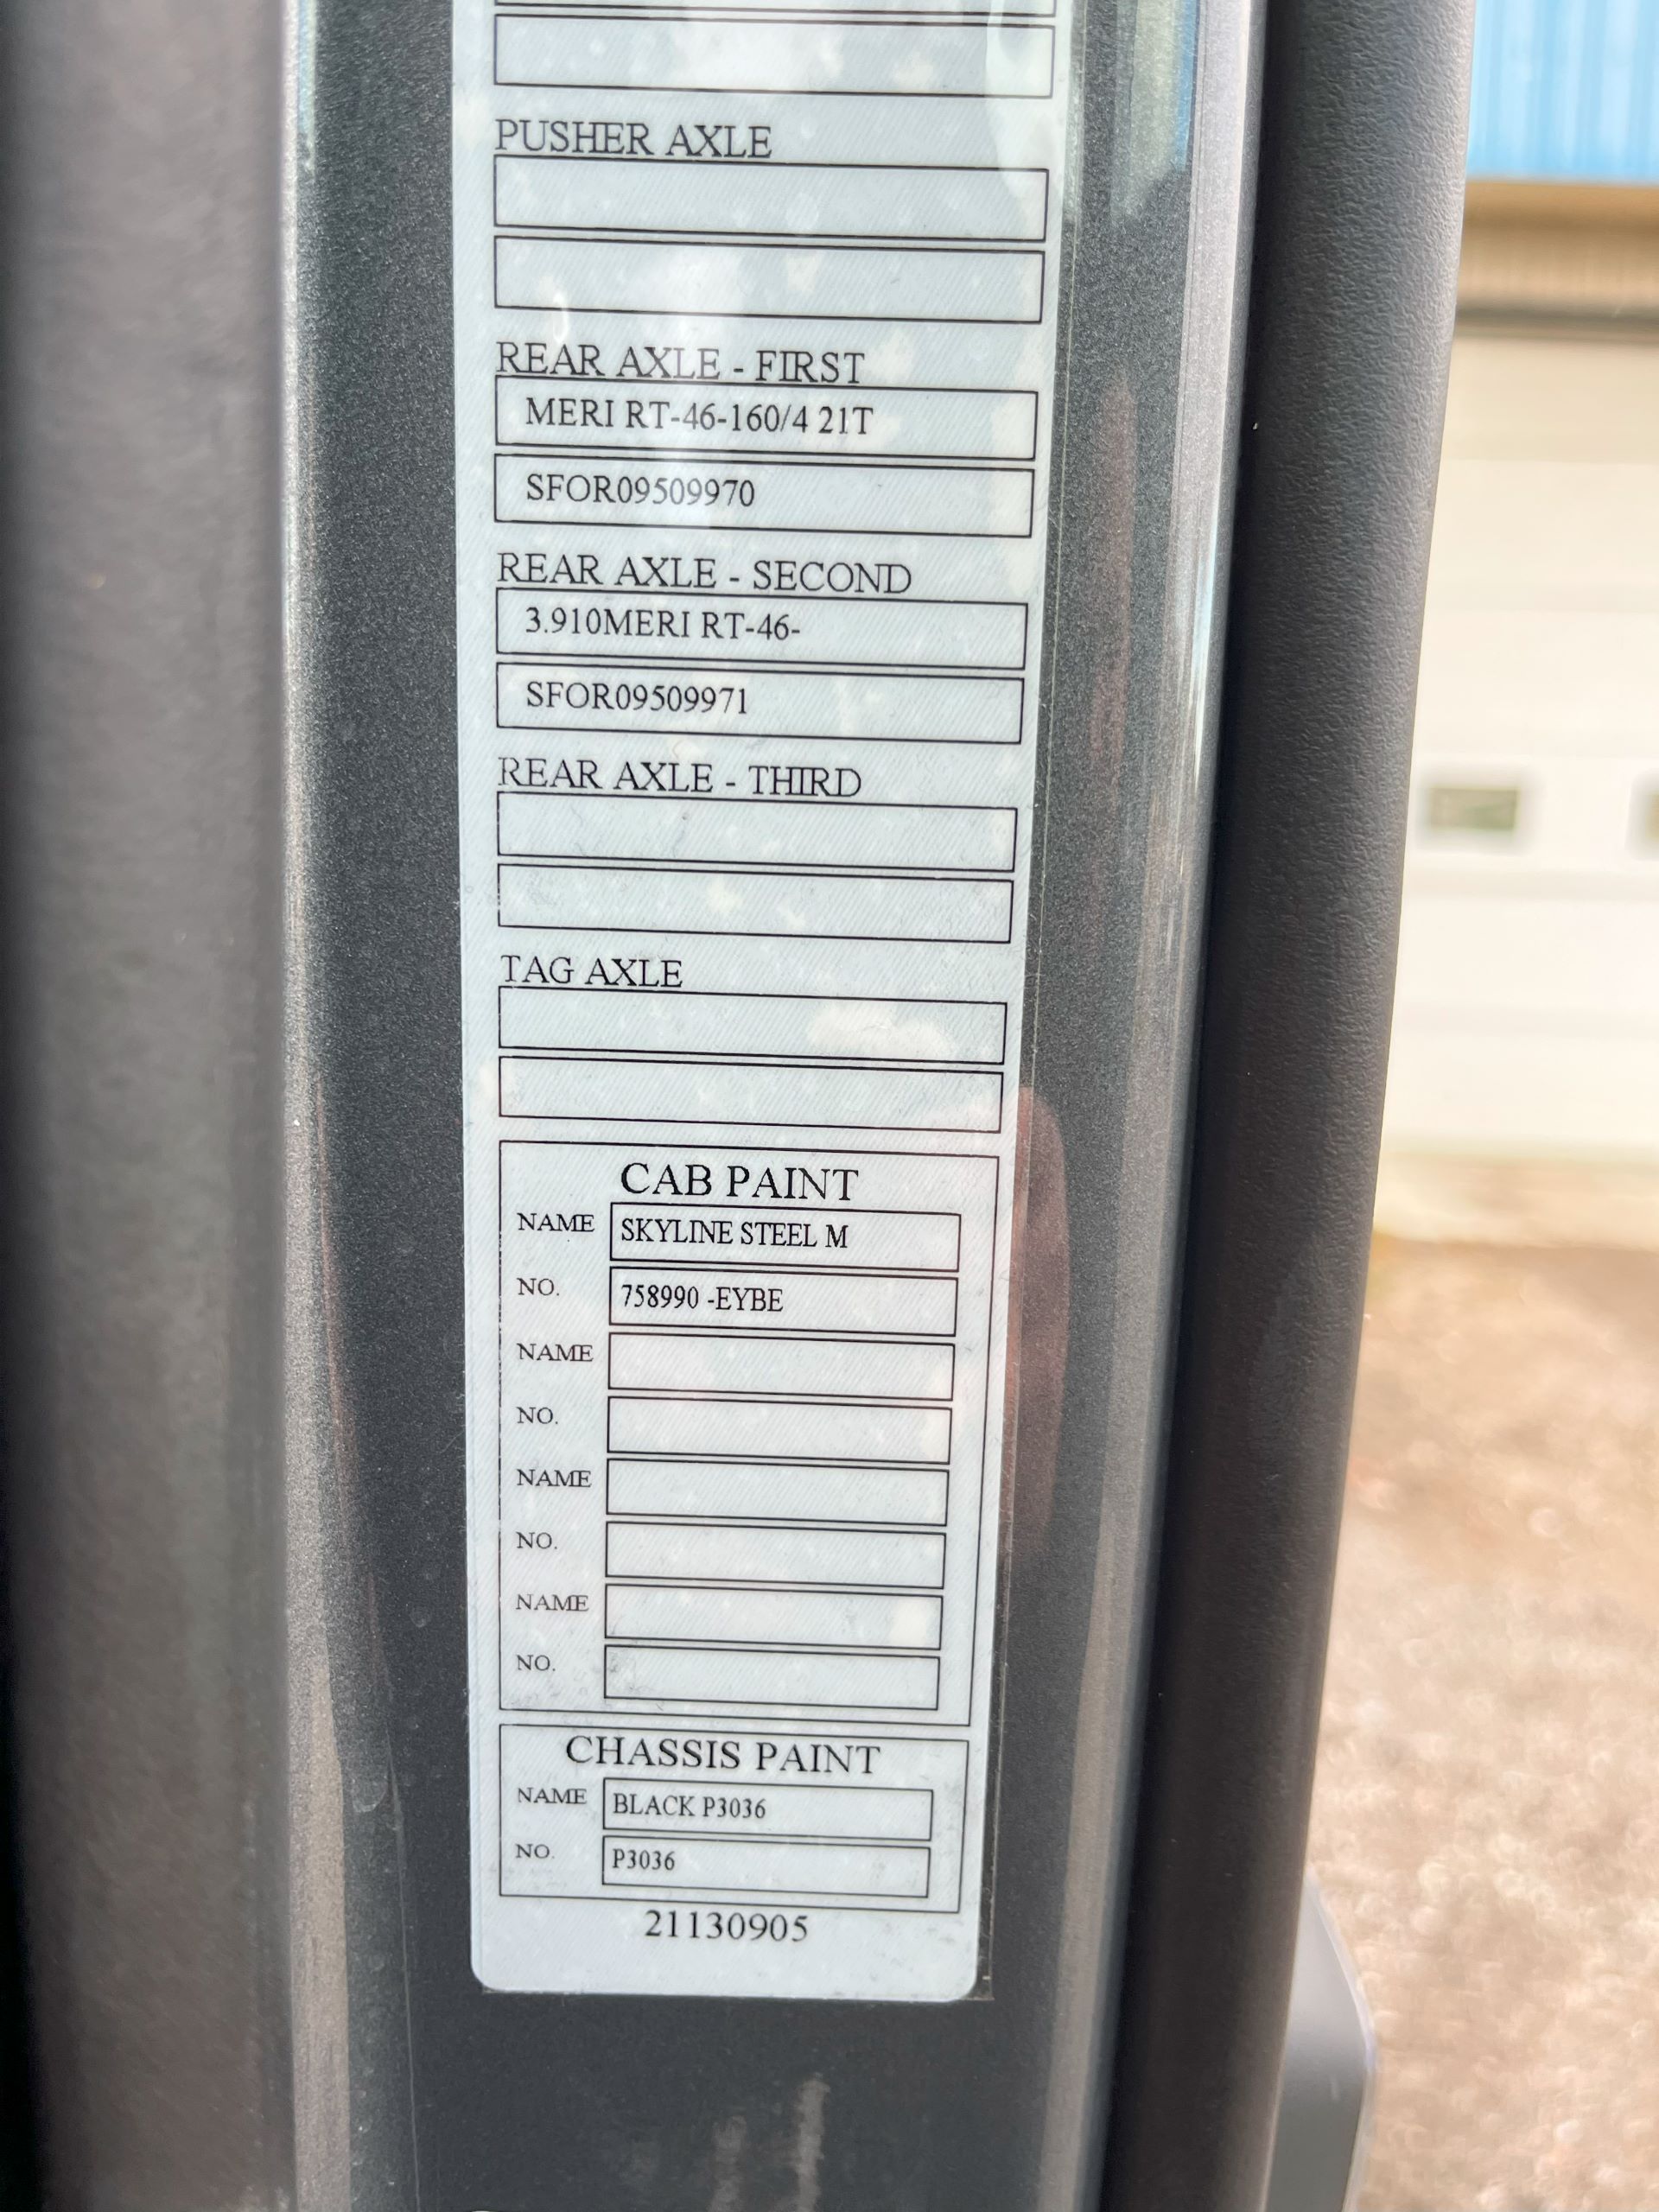 PUSHER AXLE
REAR AXLE - FIRST
MERI RT-46-160/4 21T
SFOR09509970
REAR AXLE - SECOND
3.910MERI RT-46-
SFOR09509971
REAR AXLE - THIRD
TAG AXLE
CAB PAINT
NAME SKYLINE STEEL M
NO. 758990 -EYBE
NAME
NO.
NAME
NO.
NAME
NO.
CHASSIS PAINT
NAME BLACK P3036
NO. P3036
21130905